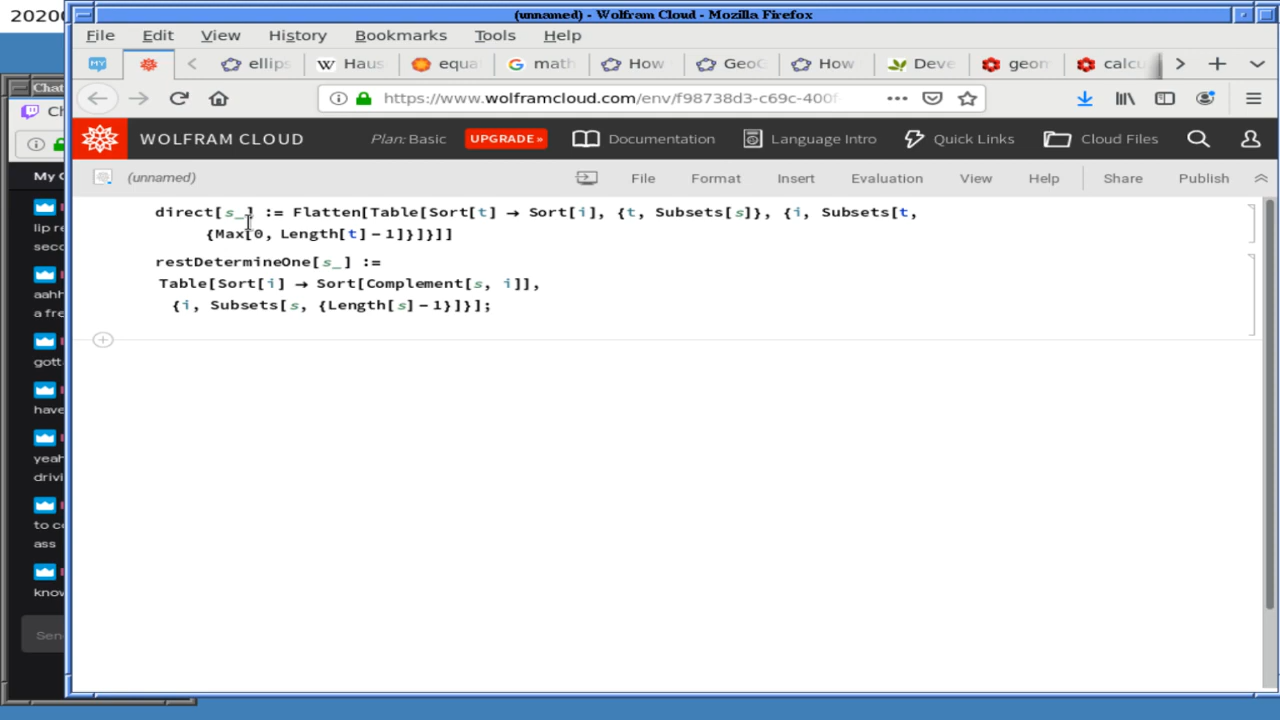 2020
(unnamed) - Wolfram Cloud - Mozilla Firefox
File Edit View History Bookmarks Tools Help
Chat
ellips Haus equa math How GeoG How Deve geom calcu
https://www.wolframcloud.com/env/f98738d3-c69c-400f-
WOLFRAM CLOUD Plan: Basic UPGRADE » Documentation Language Intro Quick Links Cloud Files
My C
(unnamed) File Format Insert Evaluation View Help Share Publish
direct[s_] := Flatten[Table[Sort[t] → Sort[i], {t, Subsets[s]}, {i, Subsets[t,
{Max[0, Length[t] - 1]}]}]]
restDetermineOne[s_] :=
Table[Sort[i] → Sort[Complement[s, i]],
{i, Subsets[s, {Length[s] - 1}]}];
lip re
seco
aahh
a fre
gott
have
yeah
drivi
to co
ass
know
Sen